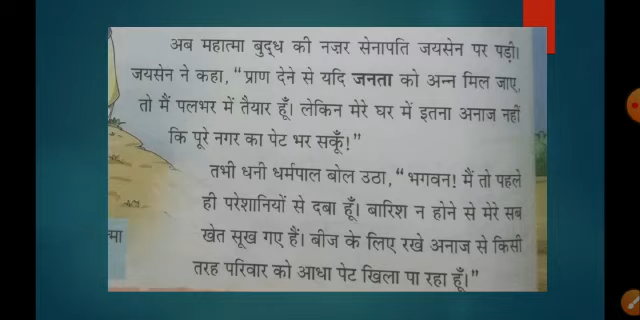 अब महात्मा बुद्ध की नज़र सेनापति जयसेन पर पड़ी।
जयसेन ने कहा, “प्राण देने से यदि जनता को अन्न मिल जाए,
तो मैं पलभर में तैयार हूँ। लेकिन मेरे घर में इतना अनाज नहीं
कि पूरे नगर का पेट भर सकूँ!”
तभी धनी धर्मपाल बोल उठा, “भगवन! मैं तो पहले
ही परेशानियों से दबा हूँ। बारिश न होने से मेरे सब
खेत सूख गए हैं। बीज के लिए रखे अनाज से किसी
तरह परिवार को आधा पेट खिला पा रहा हूँ।”